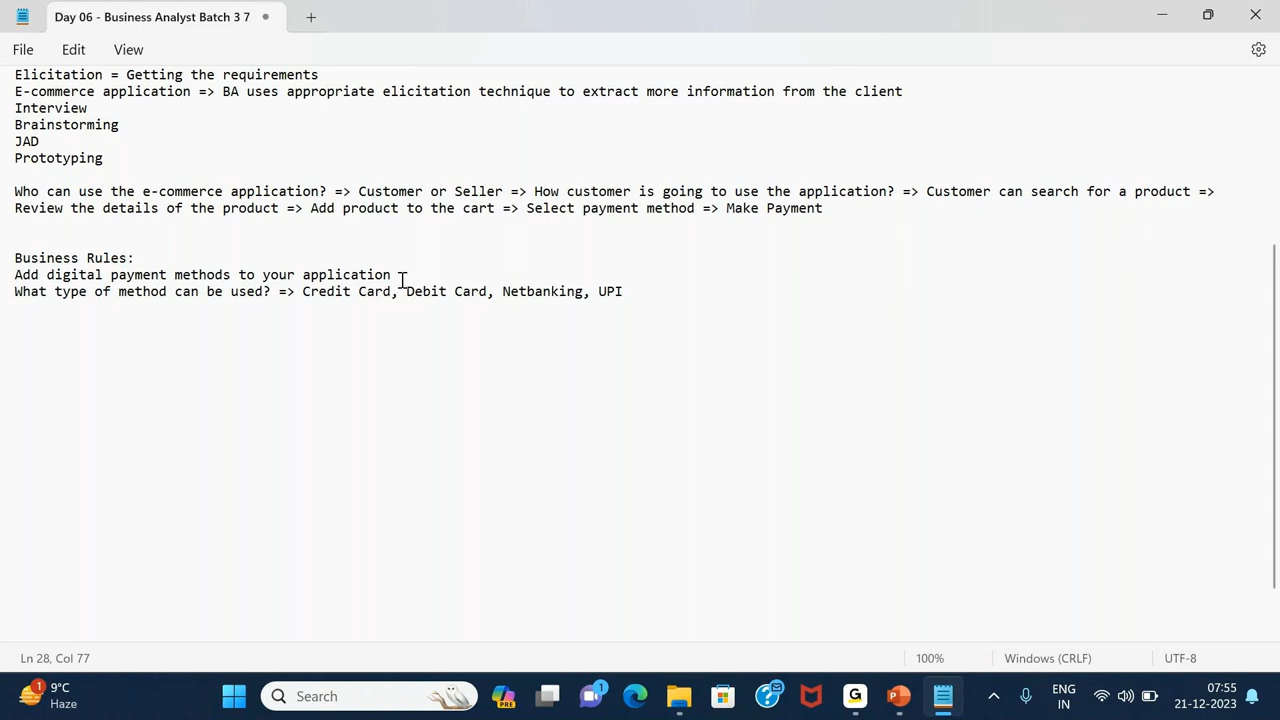 Day 06 - Business Analyst Batch 3 7
File Edit View
Elicitation = Getting the requirements
E-commerce application => BA uses appropriate elicitation technique to extract more information from the client
Interview
Brainstorming
JAD
Prototyping
Who can use the e-commerce application? => Customer or Seller => How customer is going to use the application? => Customer can search for a product =>
Review the details of the product => Add product to the cart => Select payment method => Make Payment
Business Rules:
Add digital payment methods to your application
What type of method can be used? => Credit Card, Debit Card, Netbanking, UPI
Ln 28, Col 77
100%
Windows (CRLF)
UTF-8
1
9°C
Haze
Search
PRE
1
G
ENG
IN
07:55
21-12-2023